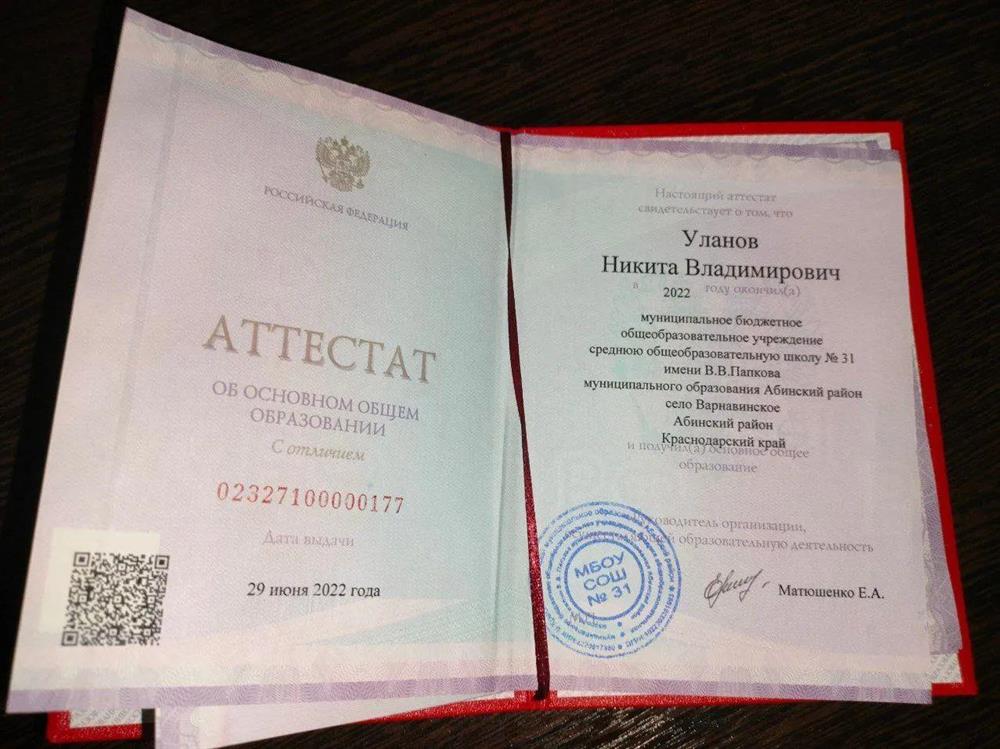 РОССИЙСКАЯ ФЕДЕРАЦИЯ
АТТЕСТАТ
ОБ ОСНОВНОМ ОБЩЕМ
ОБРАЗОВАНИИ
С отличием
02327100000177
Дата выдачи
29 июня 2022 года
Настоящий аттестат
свидетельствует о том, что
Уланов
Никита Владимирович
в 2022 году окончил(а)
муниципальное бюджетное
общеобразовательное учреждение
среднюю общеобразовательную школу № 31
имени В.В.Папкова
муниципального образования Абинский район
село Варнавинское
Абинский район
Краснодарский край
и получил(а) основное общее
образование
Руководитель организации,
образовательную деятельность
Матюшенко Е.А.
МБОУ
СОШ
№ 31